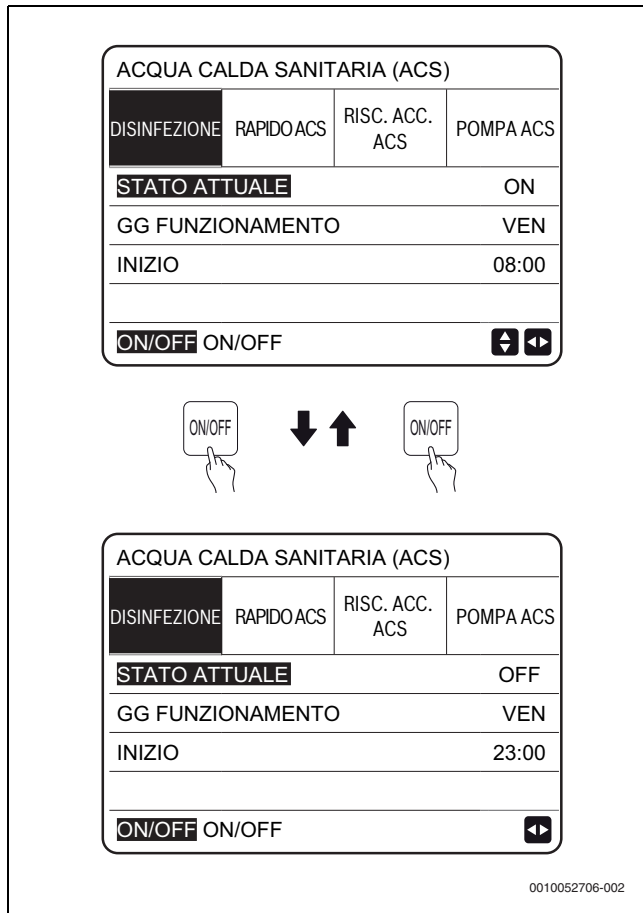 ACQUA CALDA SANITARIA (ACS)
DISINFEZIONE RAPIDO ACS RISC. ACC. ACS POMPA ACS
STATO ATTUALE ON
GG FUNZIONAMENTO VEN
INIZIO 08:00
ON/OFF ON/OFF
ON/OFF ON/OFF
ACQUA CALDA SANITARIA (ACS)
DISINFEZIONE RAPIDO ACS RISC. ACC. ACS POMPA ACS
STATO ATTUALE OFF
GG FUNZIONAMENTO VEN
INIZIO 23:00
ON/OFF ON/OFF
0010052706-002